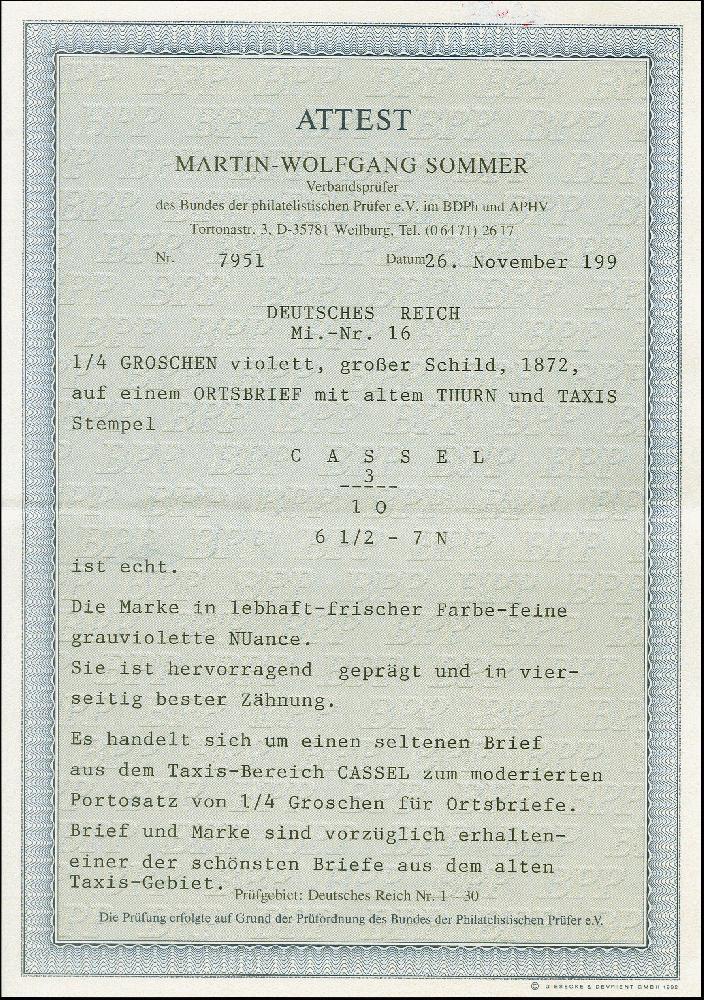 ATTEST
MARTIN-WOLFGANG SOMMER
Verbandsprüfer
des Bundes der philatelistischen Prüfer e.V. im BDPh und APHV
Tortonastr. 3, D-35781 Weilburg, Tel. (0 64 71) 26 17
Nr. 7951 Datum 26. November 199
DEUTSCHES REICH
Mi.-Nr. 16
1/4 GROSCHEN violett, großer Schild, 1872,
auf einem ORTSBRIEF mit altem THURN und TAXIS
Stempel
C A S S E L
3
-----
1 0
6 1/2 - 7 N
ist echt.
Die Marke in lebhaft-frischer Farbe-feine
grauviolette NUance.
Sie ist hervorragend geprägt und in vier-
seitig bester Zähnung.
Es handelt sich um einen seltenen Brief
aus dem Taxis-Bereich CASSEL zum moderierten
Portosatz von 1/4 Groschen für Ortsbriefe.
Brief und Marke sind vorzüglich erhalten-
einer der schönsten Briefe aus dem alten
Taxis-Gebiet.
Prüfgebiet: Deutsches Reich Nr. 1-30
Die Prüfung erfolgte auf Grund der Prüfordnung des Bundes der Philatelistischen Prüfer e.V.
© GIESECKE & DEVRIENT GMBH